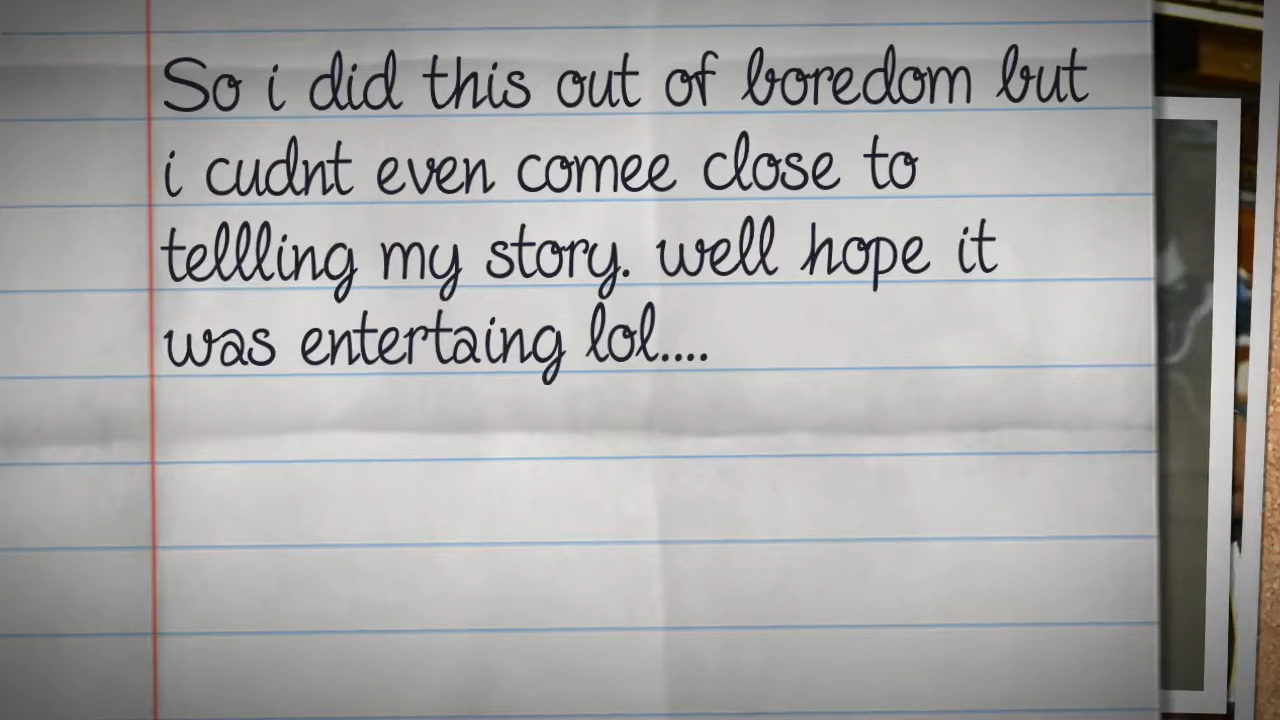 So i did this out of boredom but
i cudnt even comee close to
tellling my story. well hope it
was entertaing lol....